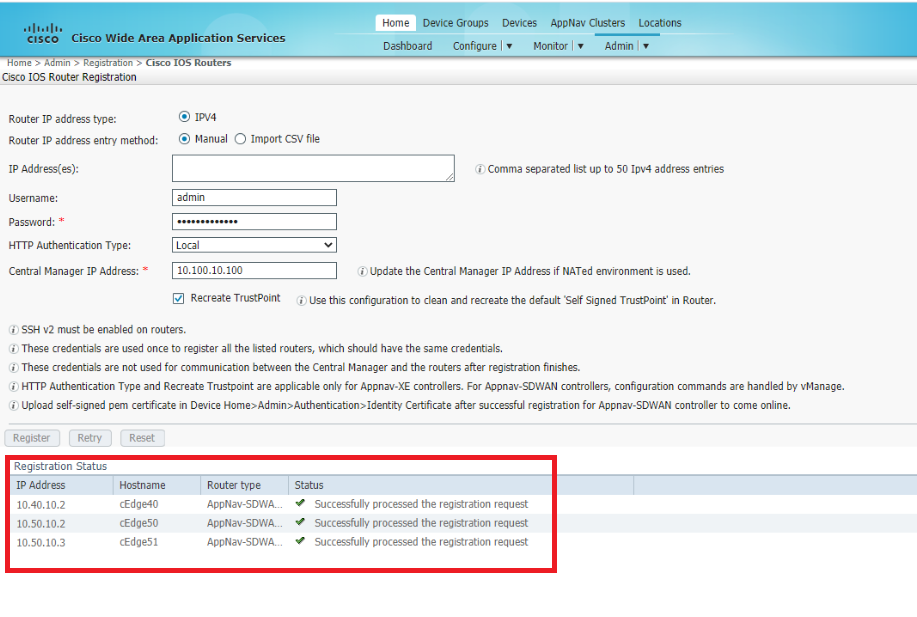 Home Device Groups Devices AppNav Clusters Locations
CISCO Cisco Wide Area Application Services
Dashboard Configure Monitor Admin
Home > Admin > Registration > Cisco IOS Routers
Cisco IOS Router Registration
Router IP address type: IPV4
Router IP address entry method: Manual Import CSV file
IP Address(es): Comma separated list up to 50 Ipv4 address entries
Username: admin
Password: * •••••••••••••
HTTP Authentication Type: Local
Central Manager IP Address: * 10.100.10.100 Update the Central Manager IP Address if NATed environment is used.
Recreate TrustPoint Use this configuration to clean and recreate the default 'Self Signed TrustPoint' in Router.
SSH v2 must be enabled on routers.
These credentials are used once to register all the listed routers, which should have the same credentials.
These credentials are not used for communication between the Central Manager and the routers after registration finishes.
HTTP Authentication Type and Recreate Trustpoint are applicable only for Appnav-XE controllers. For Appnav-SDWAN controllers, configuration commands are handled by vManage.
Upload self-signed pem certificate in Device Home>Admin>Authentication>Identity Certificate after successful registration for Appnav-SDWAN controller to come online.
Register Retry Reset
Registration Status
IP Address Hostname Router type Status
10.40.10.2 cEdge40 AppNav-SDWA... Successfully processed the registration request
10.50.10.2 cEdge50 AppNav-SDWA... Successfully processed the registration request
10.50.10.3 cEdge51 AppNav-SDWA... Successfully processed the registration request